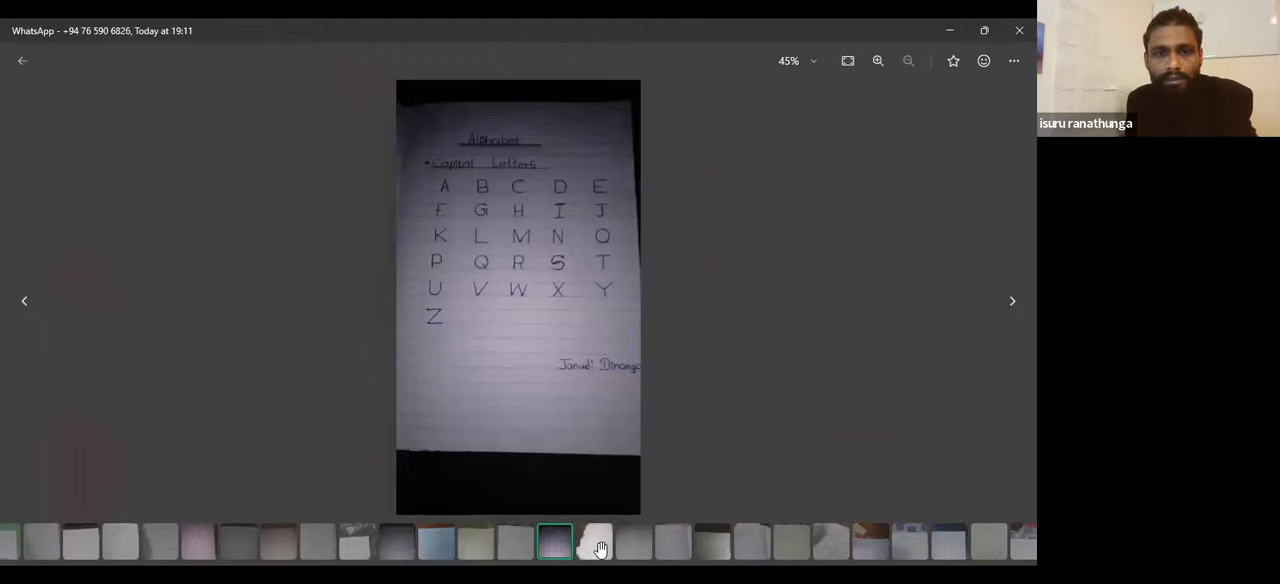 WhatsApp - +94 76 590 6826, Today at 19:11
45%
isuru ranathunga
Alphabet
• Capital Letters
A B C D E
F G H I J
K L M N O
P Q R S T
U V W X Y
Z
Janudi